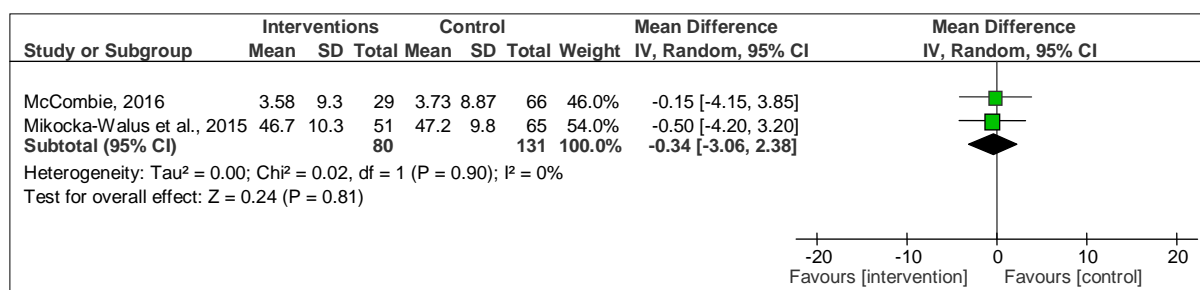 Interventions Control Mean Difference Mean Difference
Study or Subgroup Mean SD Total Mean SD Total Weight IV, Random, 95% CI IV, Random, 95% CI
McCombie, 2016 3.58 9.3 29 3.73 8.87 66 46.0% -0.15 [-4.15, 3.85]
Mikocka-Walus et al., 2015 46.7 10.3 51 47.2 9.8 65 54.0% -0.50 [-4.20, 3.20]
Subtotal (95% CI) 80 131 100.0% -0.34 [-3.06, 2.38]
Heterogeneity: Tau² = 0.00; Chi² = 0.02, df = 1 (P = 0.90); I² = 0%
Test for overall effect: Z = 0.24 (P = 0.81)
-20 -10 0 10 20
Favours [intervention] Favours [control]